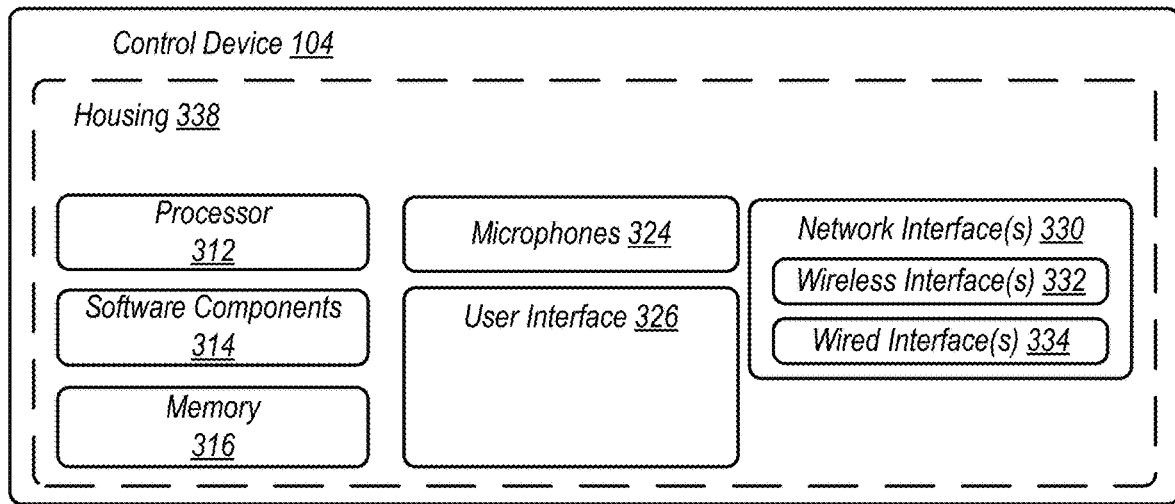 Control Device 104
Housing 338
Processor
312
Software Components
314
Memory
316
Microphones 324
User Interface 326
Network Interface(s) 330
Wireless Interface(s) 332
Wired Interface(s) 334